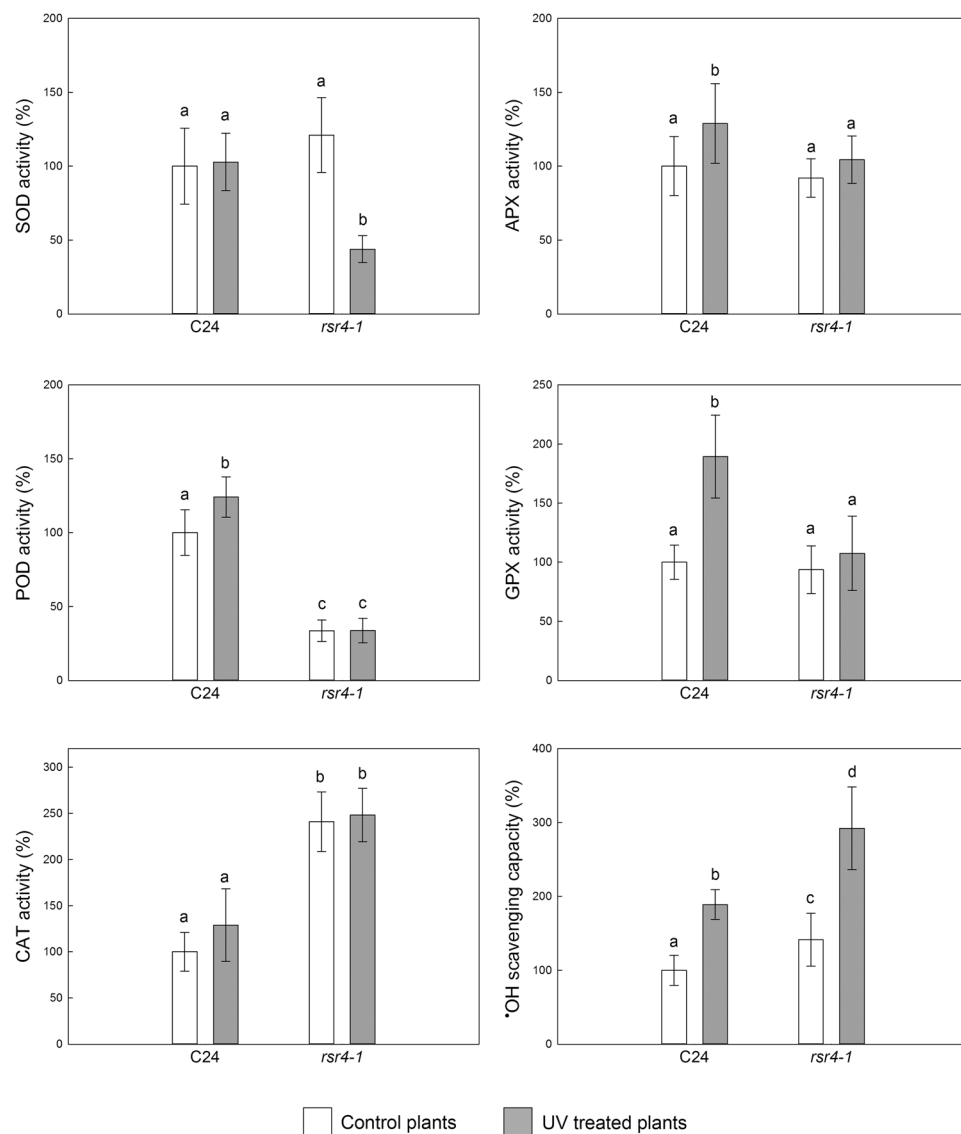 200
150
100
50
0
SOD activity (%)
a
a
a
b
C24
rsr4-1
200
150
100
50
0
APX activity (%)
a
b
a
a
C24
rsr4-1
200
150
100
50
0
POD activity (%)
a
b
c
c
C24
rsr4-1
250
200
150
100
50
0
GPX activity (%)
a
b
a
a
C24
rsr4-1
300
250
200
150
100
50
0
CAT activity (%)
a
a
b
b
C24
rsr4-1
400
300
200
100
0
•OH scavenging capacity (%)
a
b
c
d
C24
rsr4-1
Control plants
UV treated plants